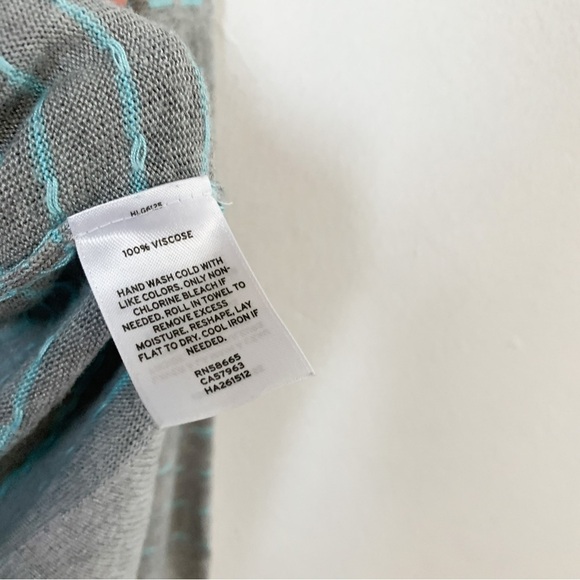 100% VISCOSE
HAND WASH COLD WITH
LIKE COLORS. ONLY NON-
CHLORINE BLEACH IF
NEEDED. ROLL IN TOWEL TO
REMOVE EXCESS
MOISTURE. RESHAPE, LAY
FLAT TO DRY. COOL IRON IF
NEEDED.
RN58665
CA57963
HA261512